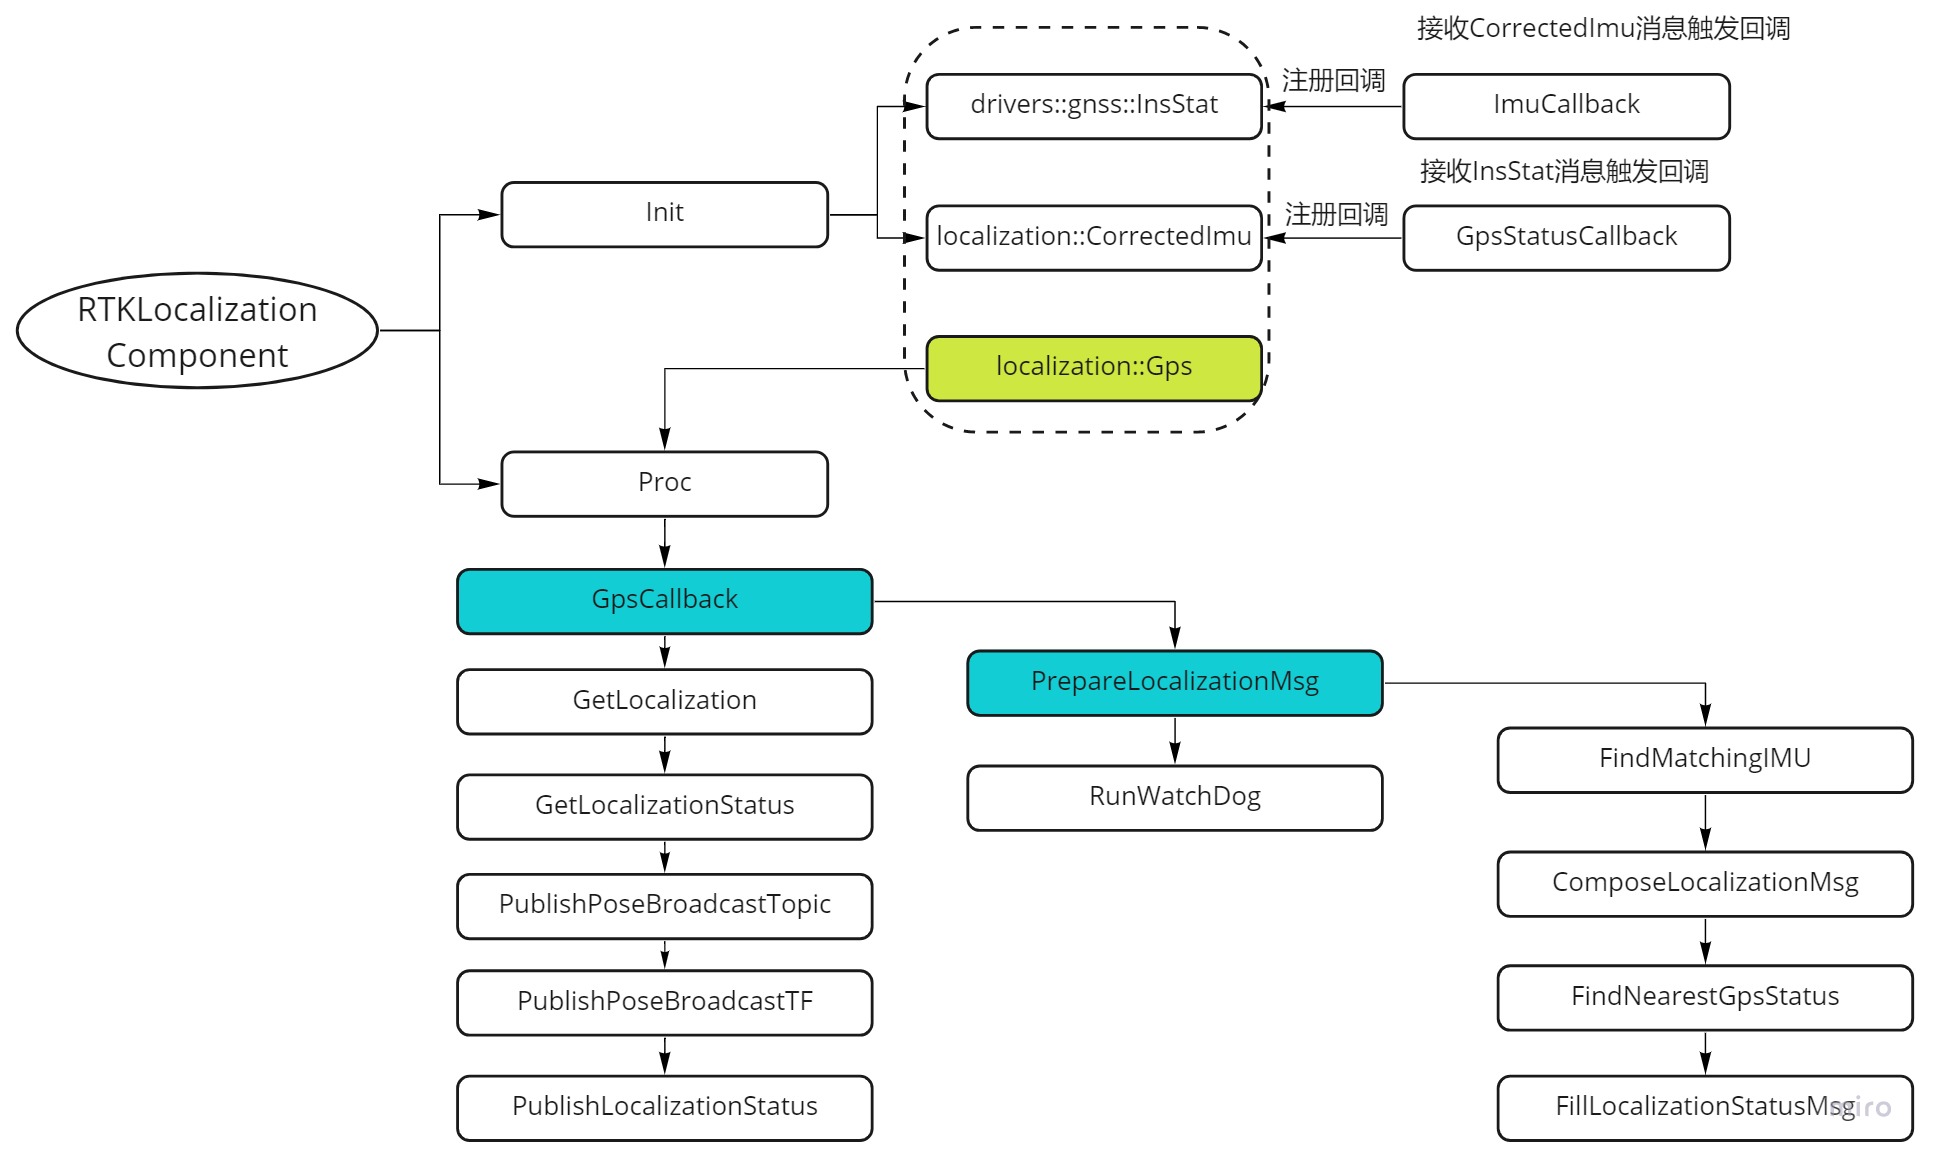 接收CorrectedImu消息触发回调
drivers::gnss::InsStat
注册回调
ImuCallback
接收InsStat消息触发回调
Init
localization::CorrectedImu
注册回调
GpsStatusCallback
RTKLocalization
Component
localization::Gps
Proc
GpsCallback
GetLocalization
GetLocalizationStatus
PublishPoseBroadcastTopic
PublishPoseBroadcastTF
PublishLocalizationStatus
PrepareLocalizationMsg
RunWatchDog
FindMatchingIMU
ComposeLocalizationMsg
FindNearestGpsStatus
FillLocalizationStatusMsg
miro